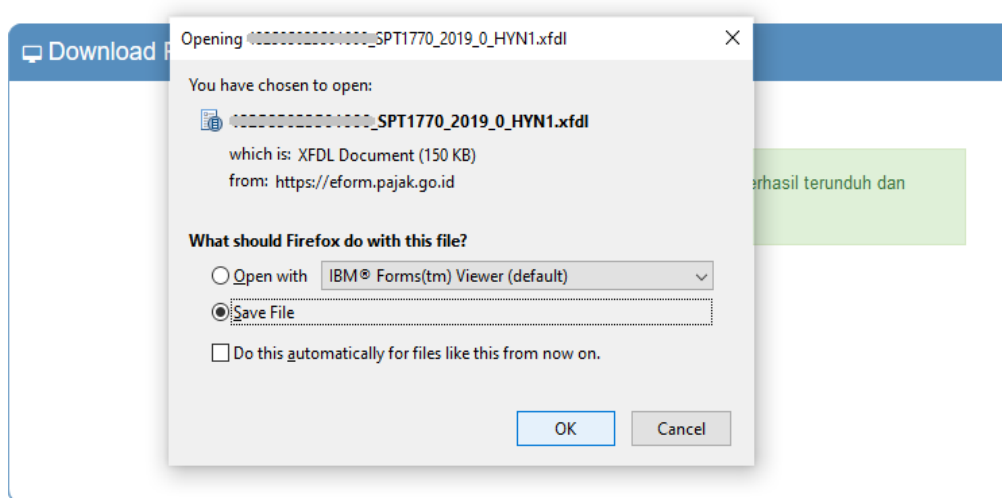 Download
Opening _SPT1770_2019_0_HYN1.xfdl
You have chosen to open:
_SPT1770_2019_0_HYN1.xfdl
which is: XFDL Document (150 KB)
from: https://eform.pajak.go.id
erhasil terunduh dan
What should Firefox do with this file?
Open with IBM® Forms(tm) Viewer (default)
Save File
Do this automatically for files like this from now on.
OK Cancel